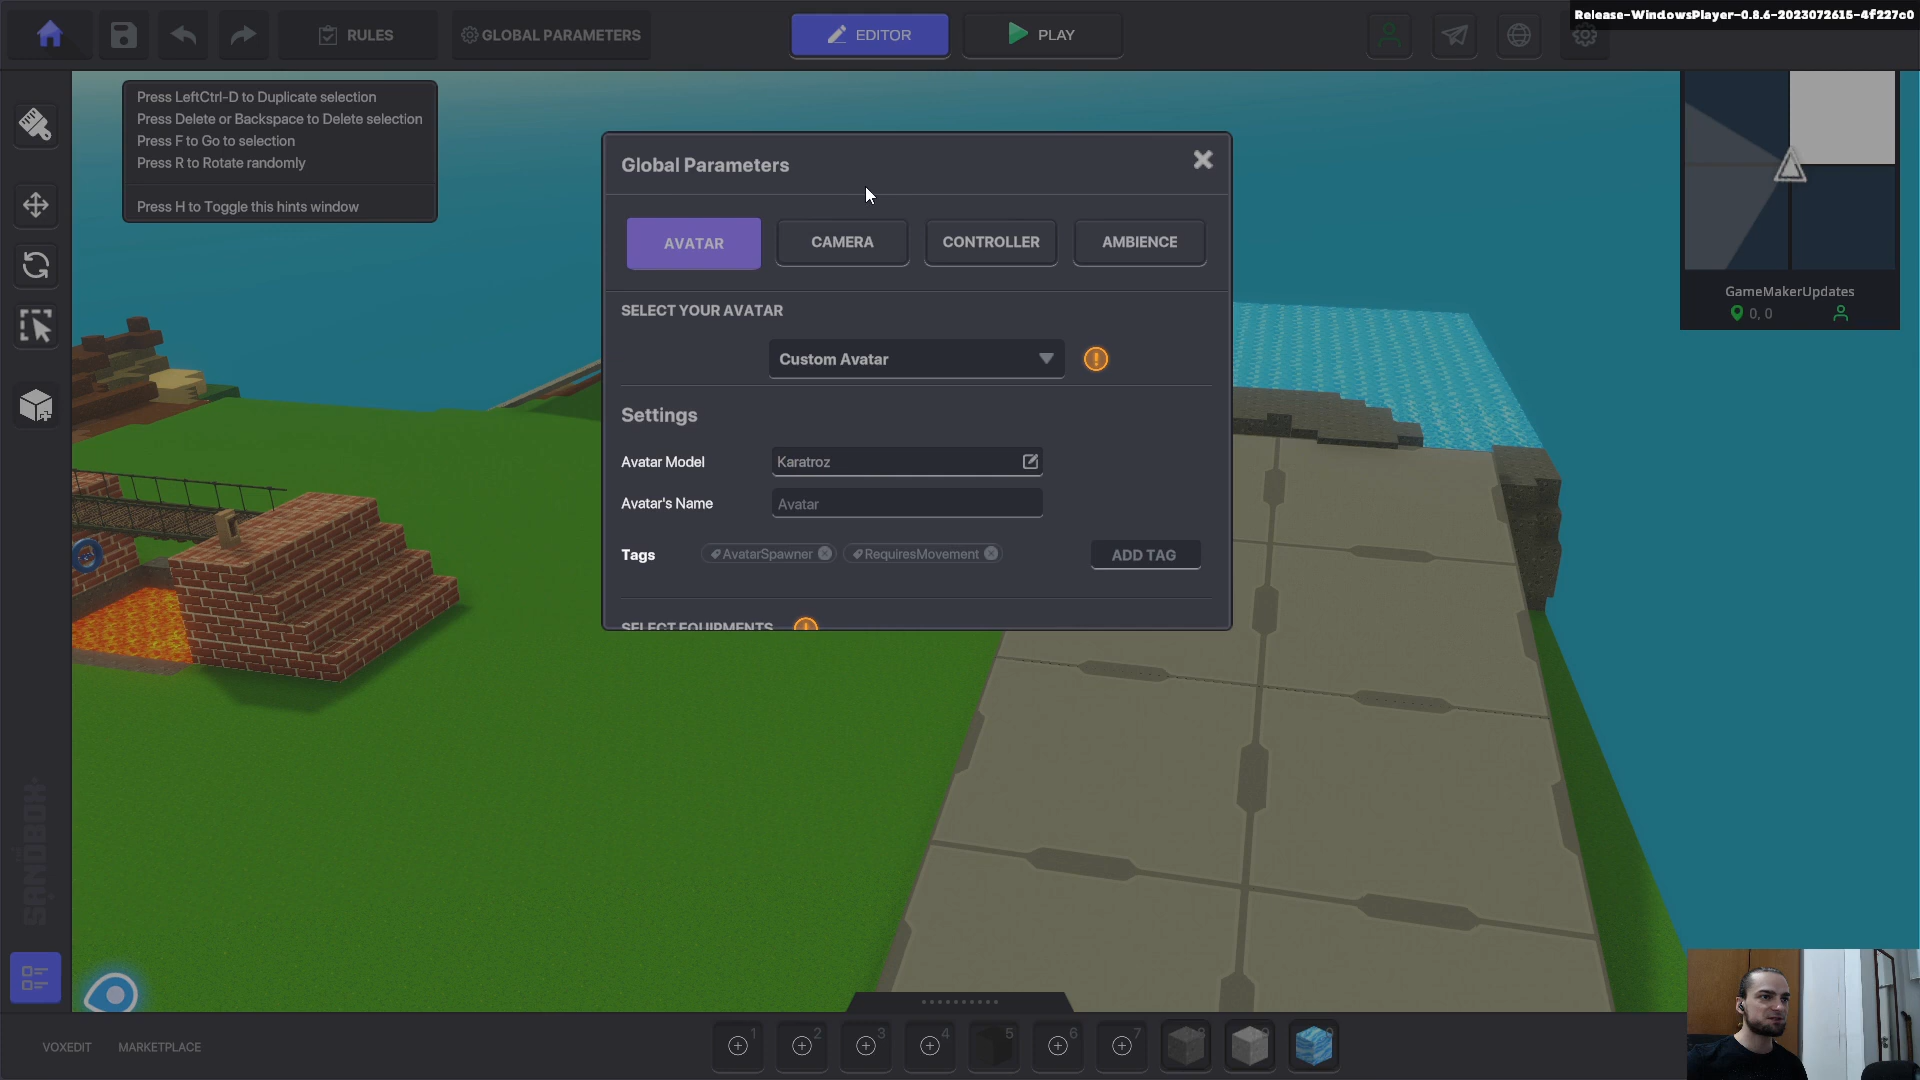 Release-WindowsPlayer-0.8.6-2023072615-4f227c0
RULES
GLOBAL PARAMETERS
EDITOR
PLAY
Press LeftCtrl-D to Duplicate selection
Press Delete or Backspace to Delete selection
Press F to Go to selection
Press R to Rotate randomly
Press H to Toggle this hints window
Global Parameters
AVATAR
CAMERA
CONTROLLER
AMBIENCE
SELECT YOUR AVATAR
Custom Avatar
Settings
Avatar Model
Karatroz
Avatar's Name
Avatar
Tags
AvatarSpawner
RequiresMovement
ADD TAG
SELECT EQUIPMENTS
GameMakerUpdates
0, 0
THE SANDBOX
VOXEDIT
MARKETPLACE
1
2
3
4
5
6
7